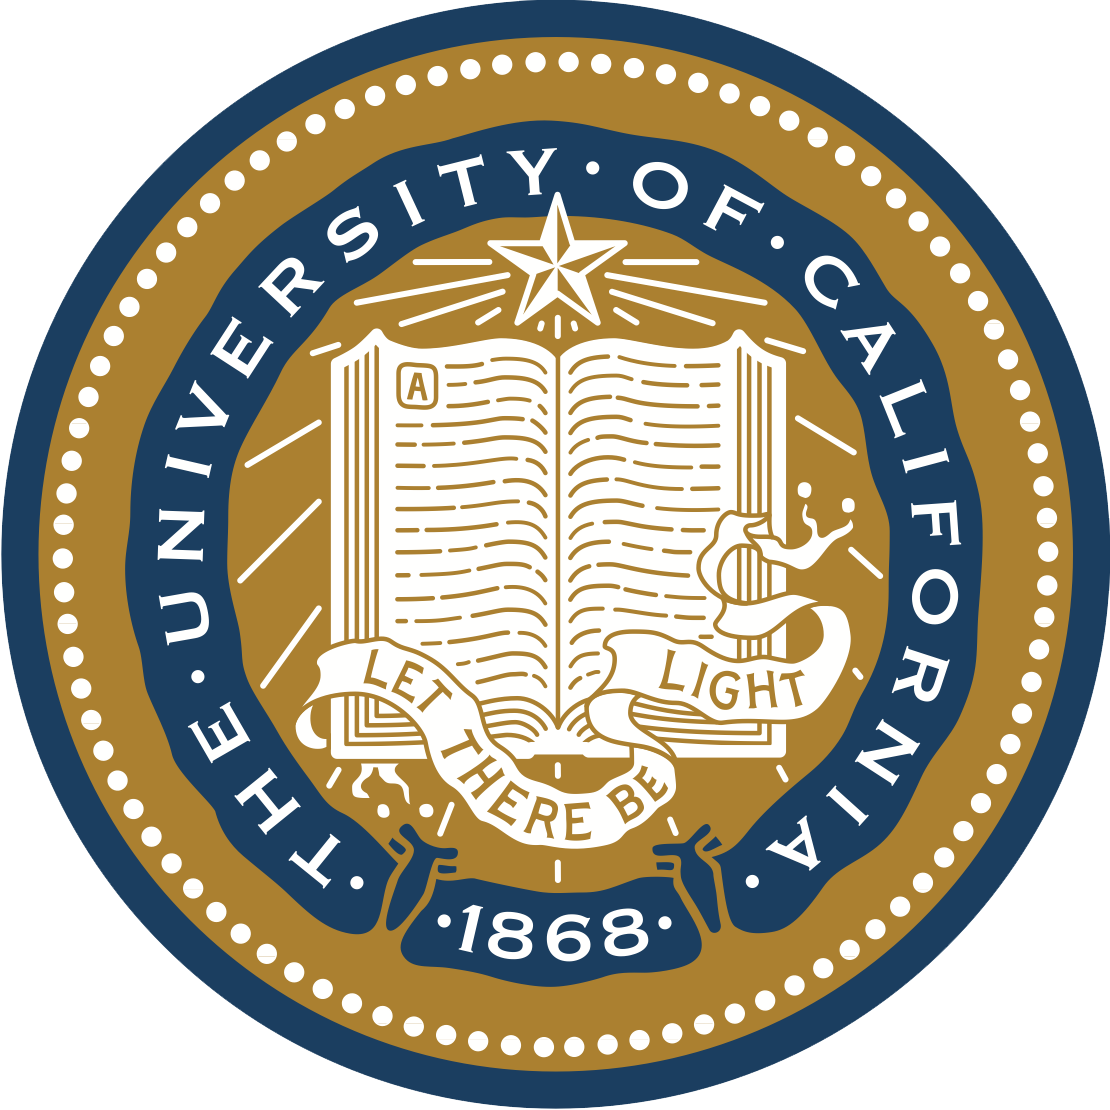 ·THE·UNIVERSITY·OF·CALIFORNIA·
A
LET THERE BE LIGHT
·1868·